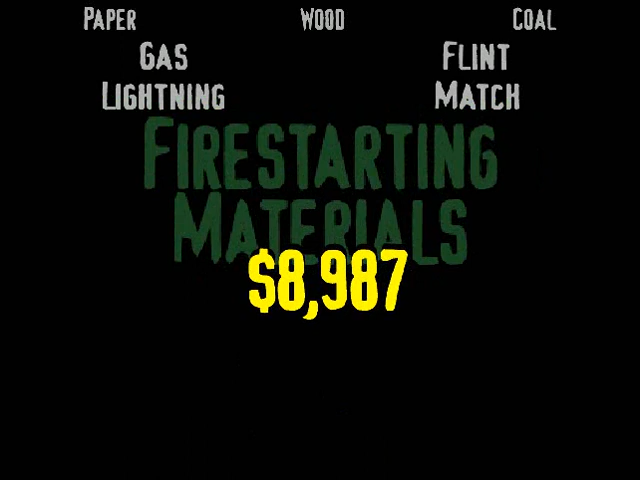 Paper Wood Coal
Gas Flint
Lightning Match
Firestarting
Materials
$8,987